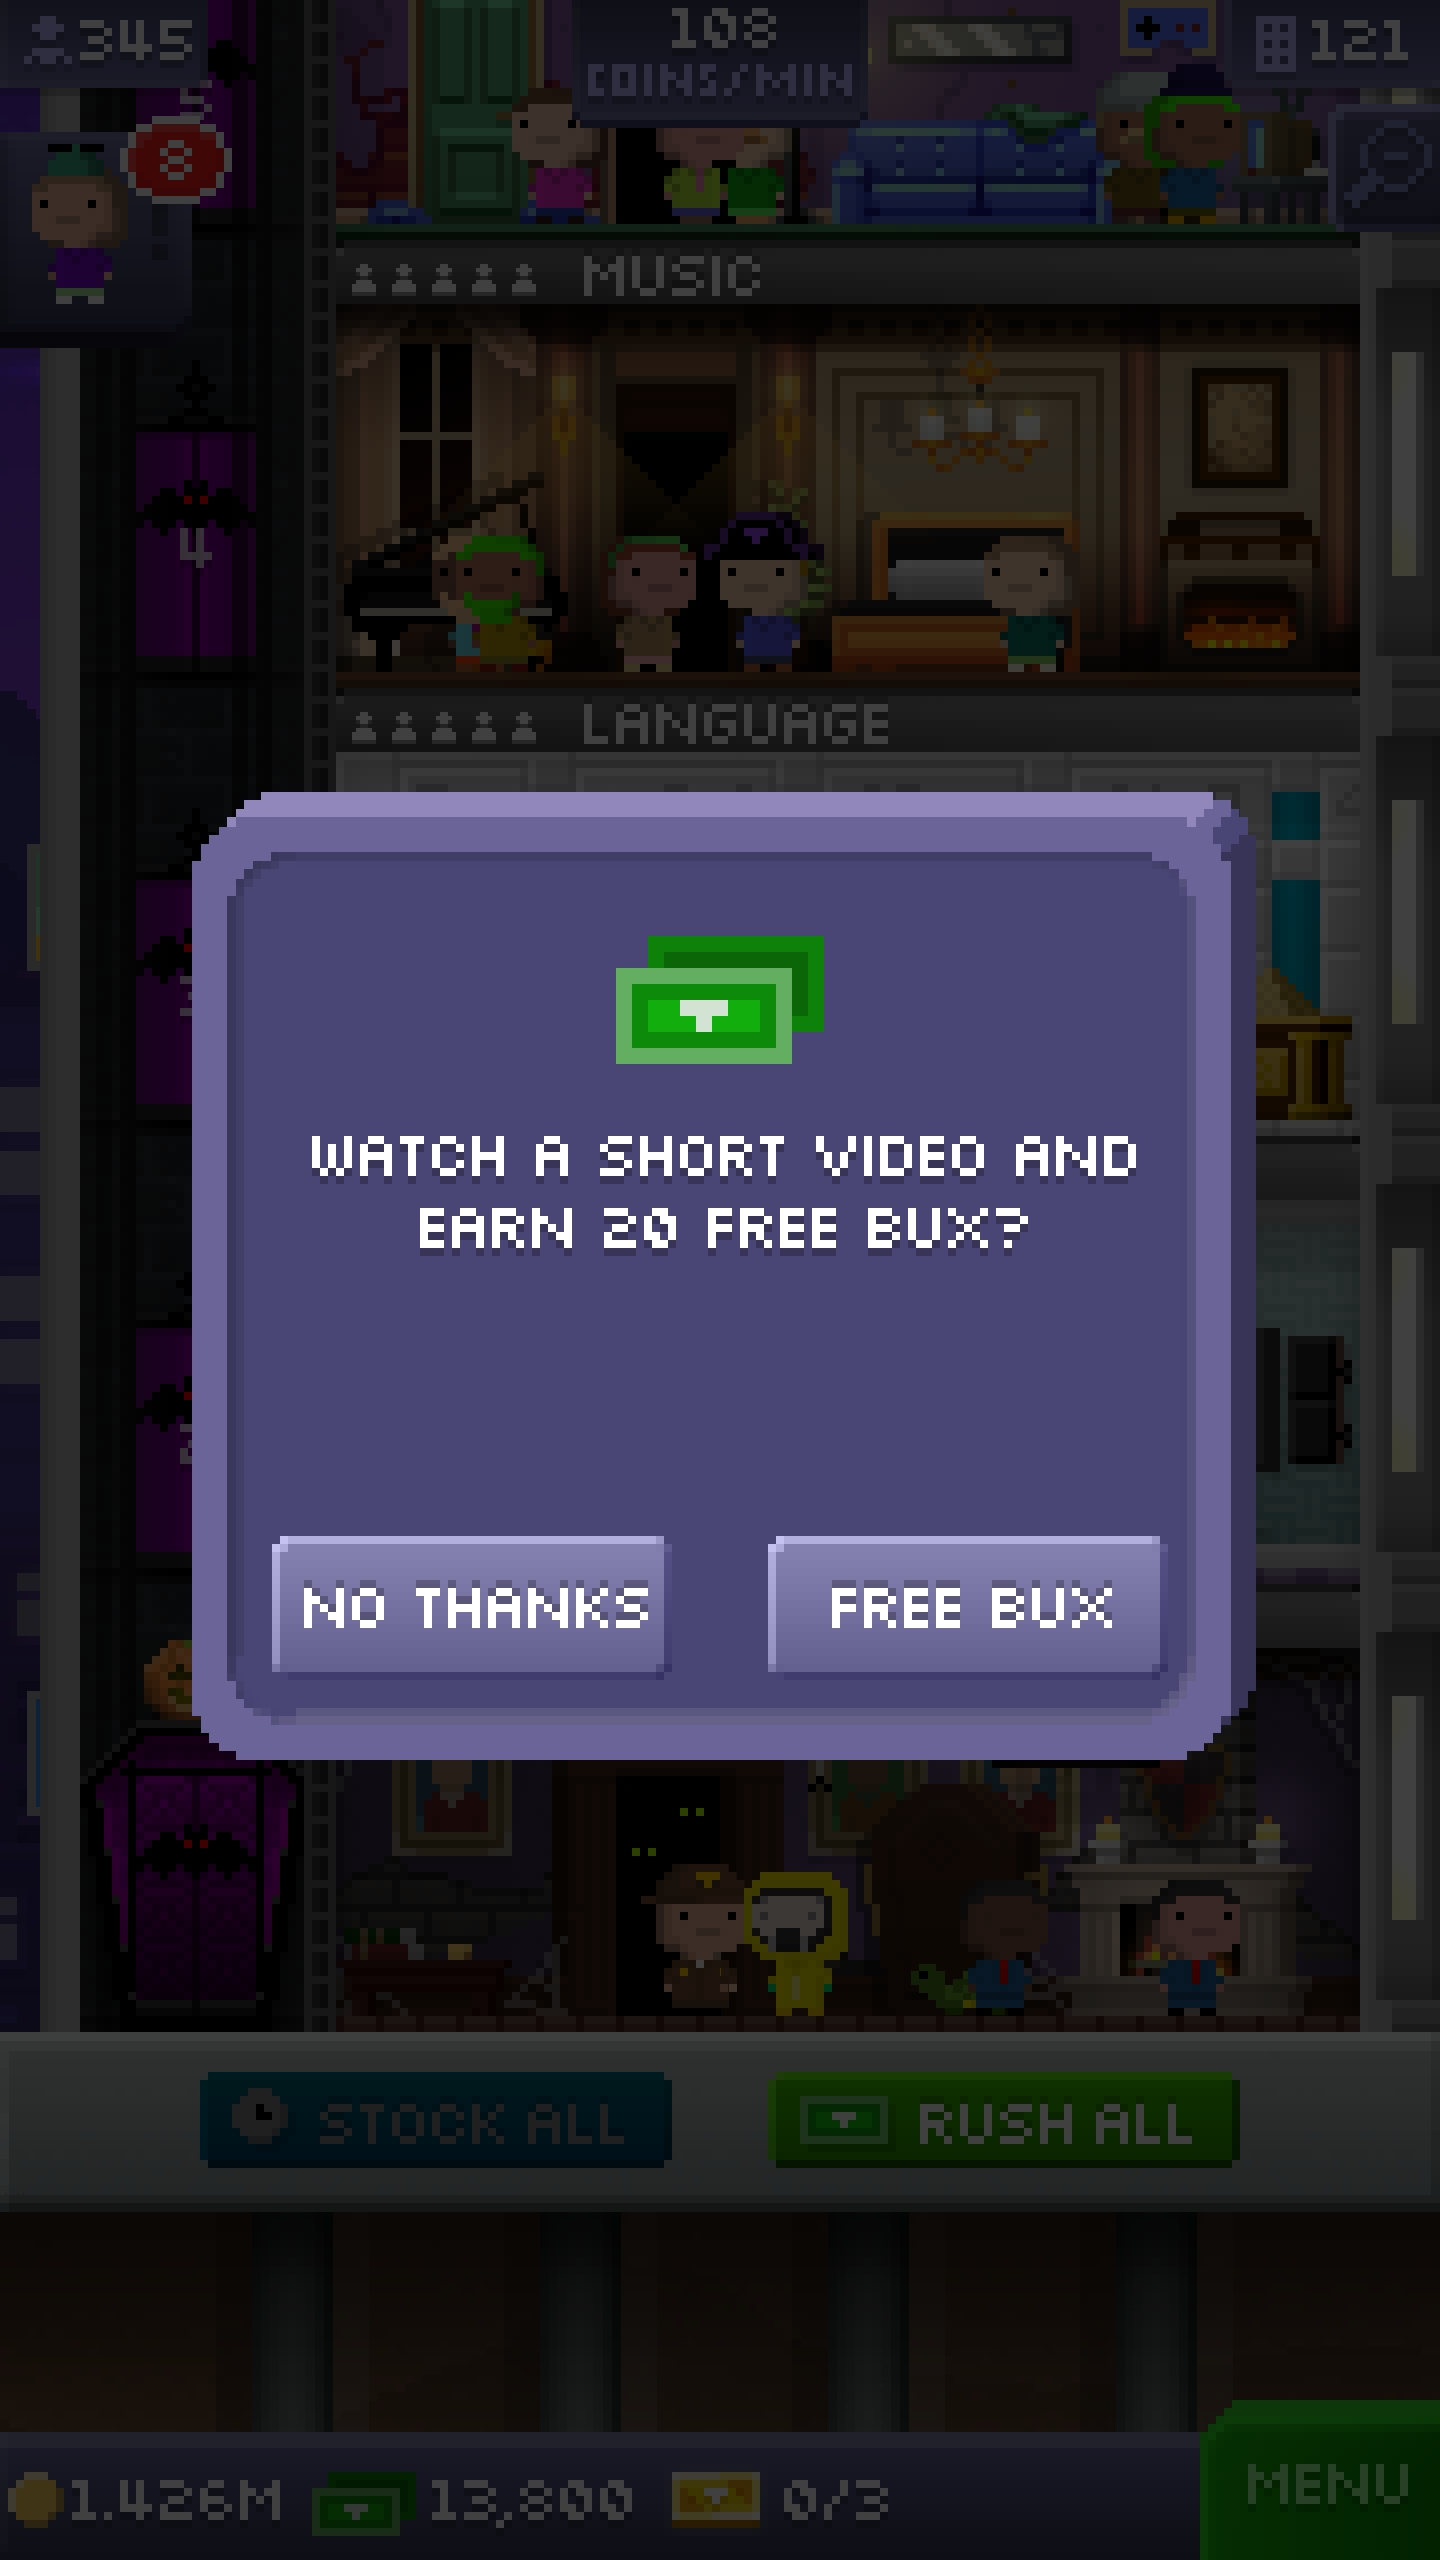 345
108
COINS/MIN
121
8
5
MUSIC
4
LANGUAGE
WATCH A SHORT VIDEO AND
EARN 20 FREE BUX?
NO THANKS
FREE BUX
STOCK ALL
RUSH ALL
1.426M
13,800
0/3
MENU